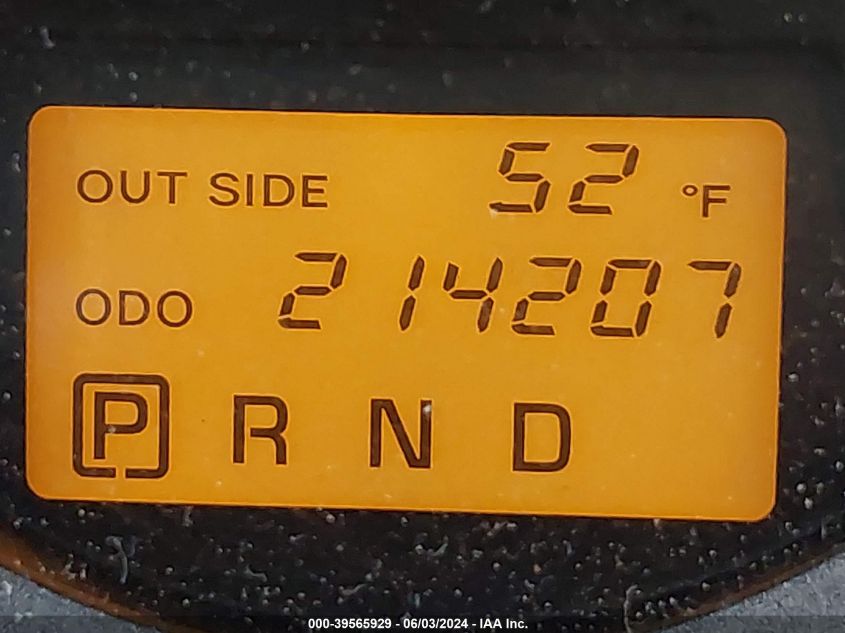 OUT SIDE 52 °F
ODO 214207
P R N D
000-39565929 - 06/03/2024 - IAA Inc.